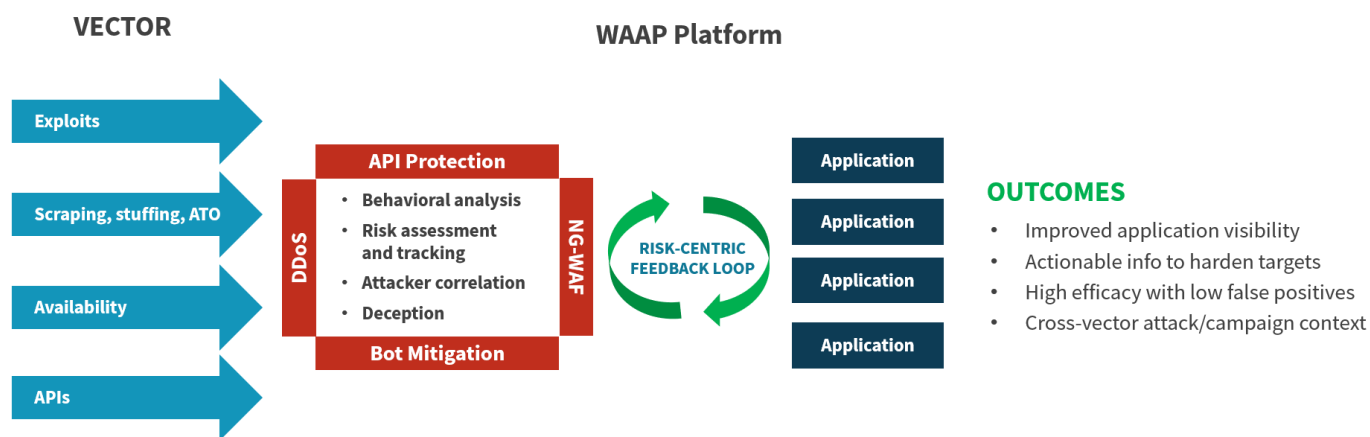 VECTOR
WAAP Platform
Exploits
Scraping, stuffing, ATO
Availability
APIs
API Protection
DDoS
• Behavioral analysis
• Risk assessment
and tracking
• Attacker correlation
• Deception
NG-WAF
Bot Mitigation
RISK-CENTRIC
FEEDBACK LOOP
Application
Application
Application
Application
OUTCOMES
• Improved application visibility
• Actionable info to harden targets
• High efficacy with low false positives
• Cross-vector attack/campaign context